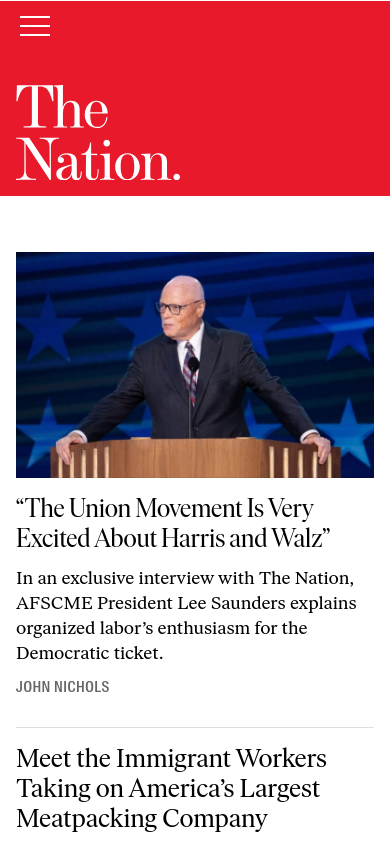 The
Nation.
“The Union Movement Is Very
Excited About Harris and Walz”
In an exclusive interview with The Nation,
AFSCME President Lee Saunders explains
organized labor’s enthusiasm for the
Democratic ticket.
JOHN NICHOLS
Meet the Immigrant Workers
Taking on America’s Largest
Meatpacking Company